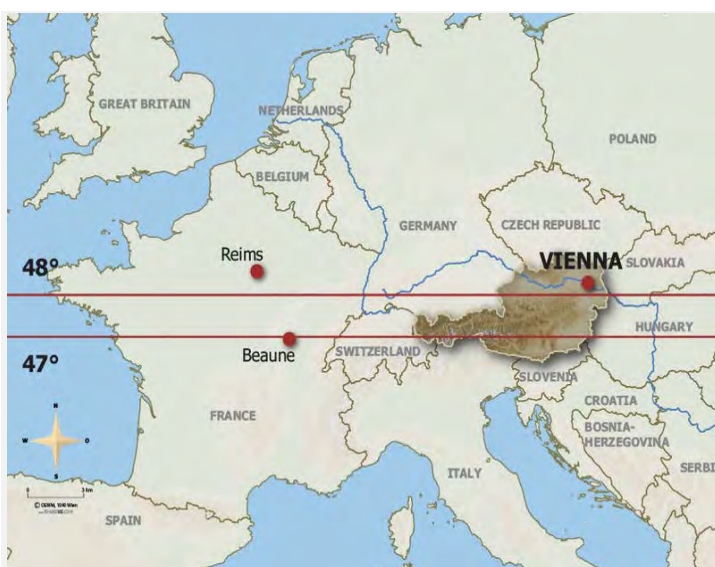 GREAT BRITAIN
NETHERLANDS
POLAND
BELGIUM
GERMANY
CZECH REPUBLIC
Reims
VIENNA
SLOVAKIA
48°
HUNGARY
Beaune
SWITZERLAND
47°
SLOVENIA
CROATIA
FRANCE
BOSNIA-
HERZEGOVINA
N
W
O
S
ITALY
SERBI
SPAIN